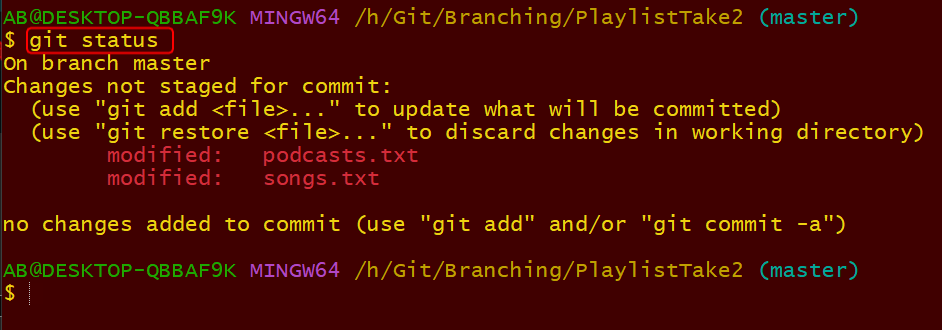 AB@DESKTOP-QBBAF9K MINGW64 /h/Git/Branching/PlaylistTake2 (master)
$ git status
On branch master
Changes not staged for commit:
  (use "git add <file>..." to update what will be committed)
  (use "git restore <file>..." to discard changes in working directory)
        modified:   podcasts.txt
        modified:   songs.txt

no changes added to commit (use "git add" and/or "git commit -a")

AB@DESKTOP-QBBAF9K MINGW64 /h/Git/Branching/PlaylistTake2 (master)
$